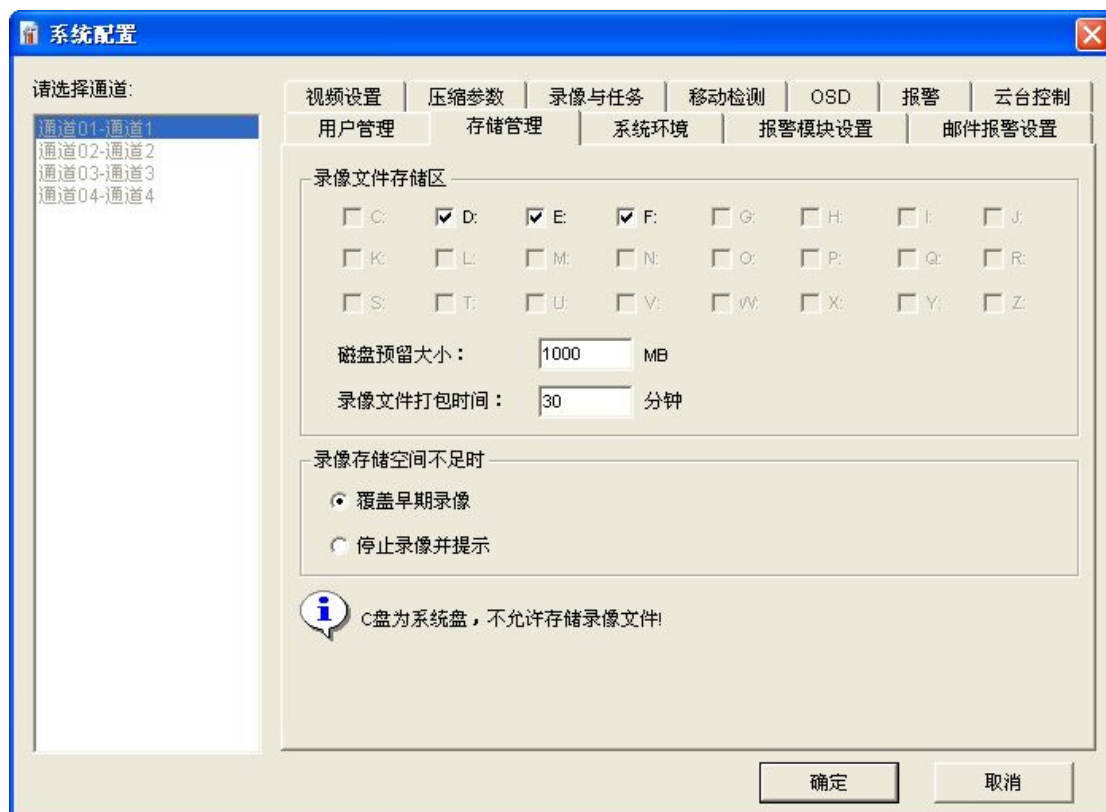 系统配置
请选择通道:
通道01-通道1
通道02-通道2
通道03-通道3
通道04-通道4
视频设置 压缩参数 录像与任务 移动检测 OSD 报警 云台控制
用户管理 存储管理 系统环境 报警模块设置 邮件报警设置
录像文件存储区
C: D: E: F: G: H: I: J:
K: L: M: N: O: P: Q: R:
S: T: U: V: W: X: Y: Z:
磁盘预留大小： 1000 MB
录像文件打包时间： 30 分钟
录像存储空间不足时
覆盖早期录像
停止录像并提示
C盘为系统盘，不允许存储录像文件!
确定 取消